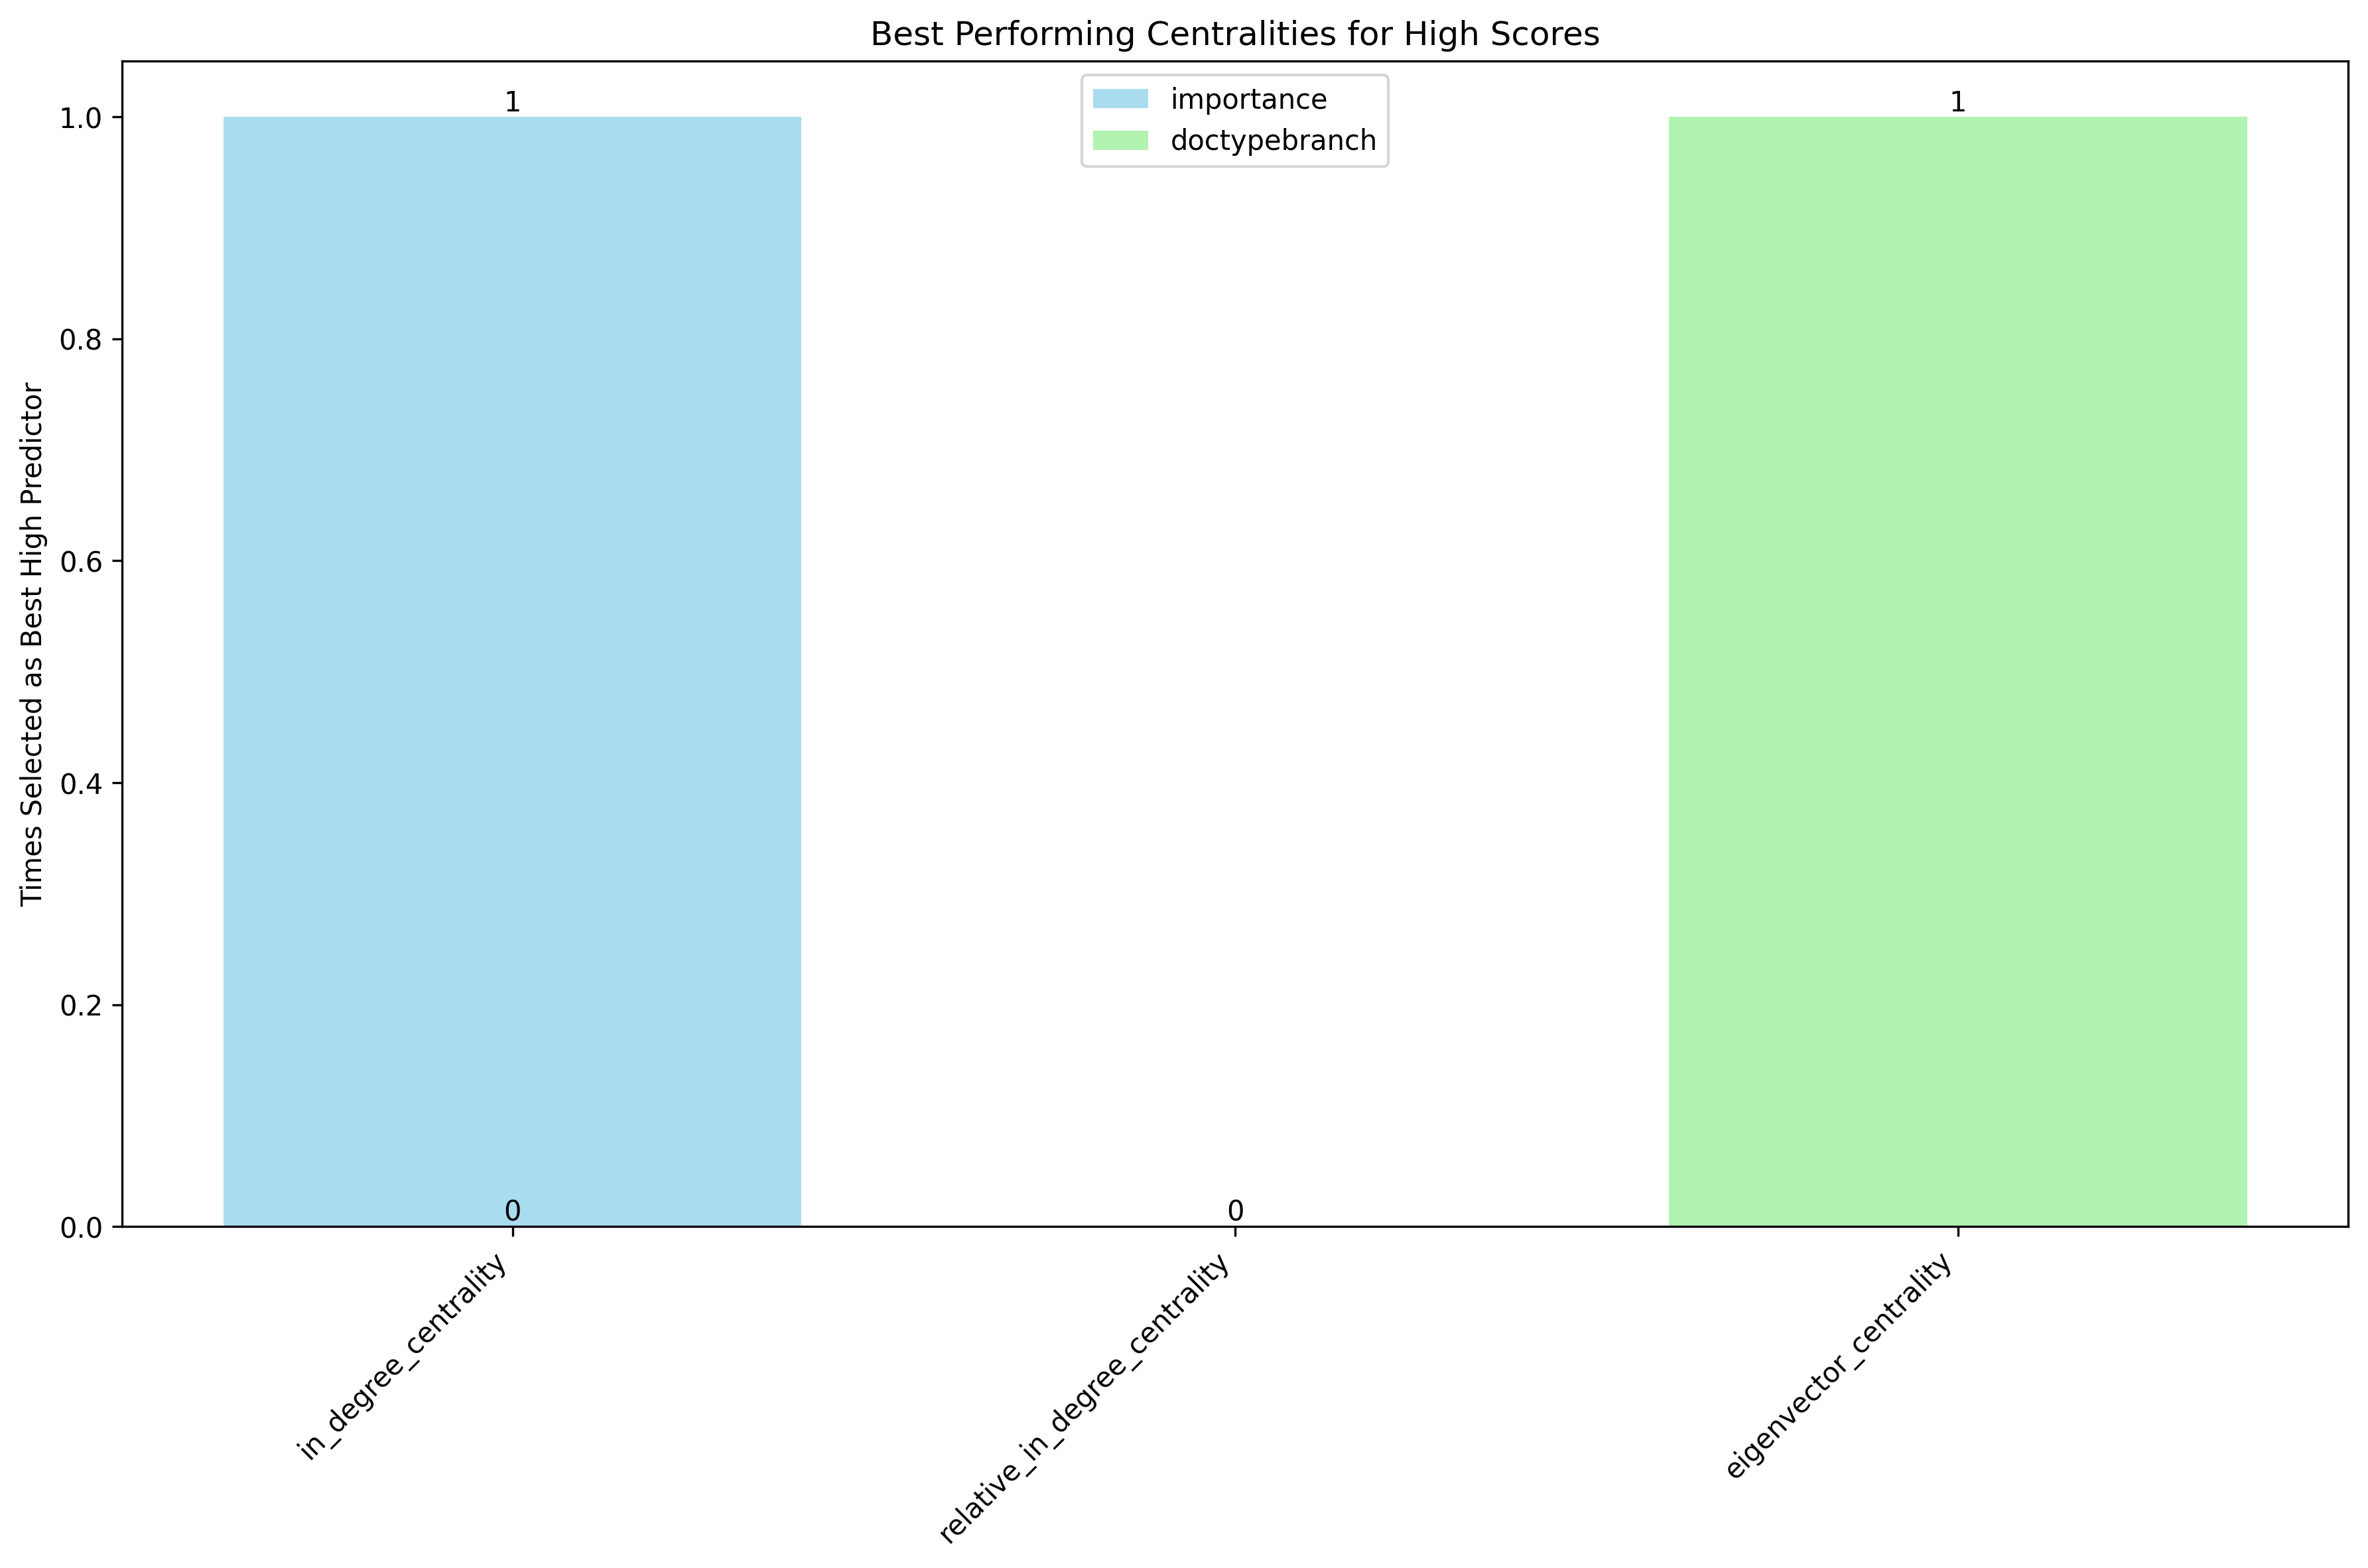 Best Performing Centralities for High Scores
importance
doctypebranch
Times Selected as Best High Predictor
1.0
0.8
0.6
0.4
0.2
0.0
1
1
0
0
in_degree_centrality
relative_in_degree_centrality
eigenvector_centrality